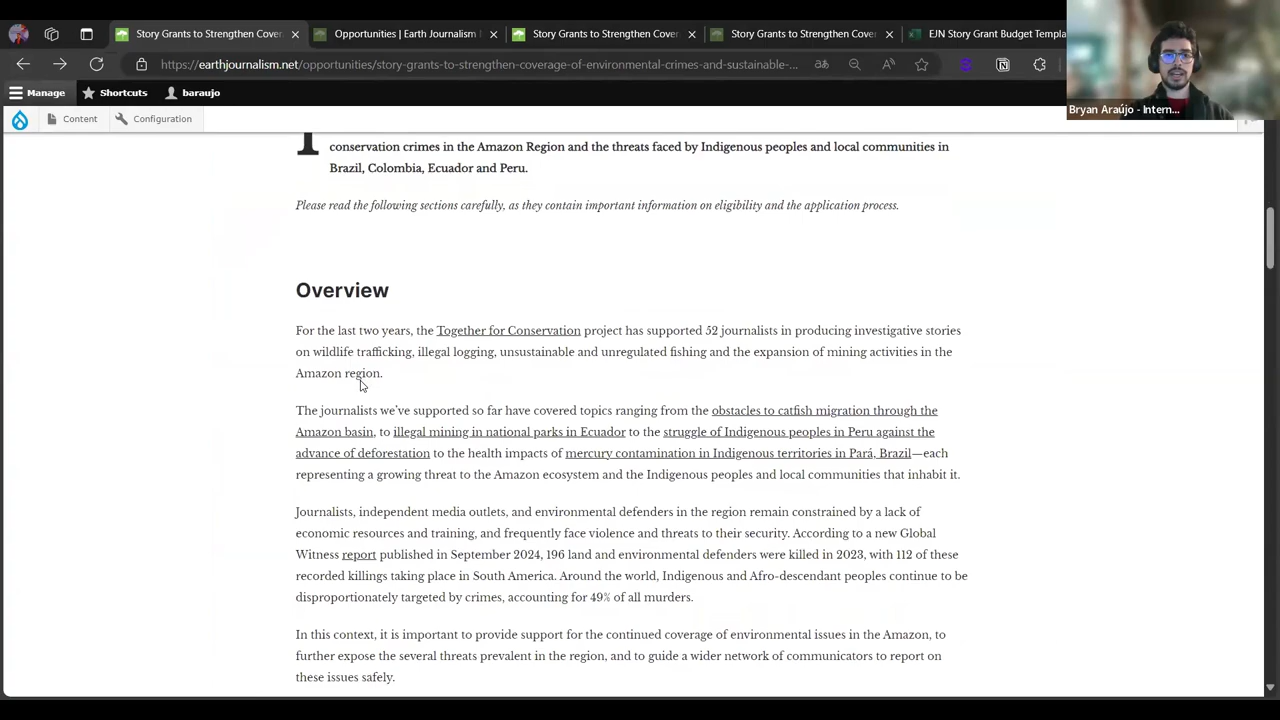 Story Grants to Strengthen Cover
Opportunities | Earth Journalism
Story Grants to Strengthen Cover
Story Grants to Strengthen Cove
EJN Story Grant Budget Templa
https://earthjournalism.net/opportunities/story-grants-to-strengthen-coverage-of-environmental-crimes-and-sustainable-...
Manage
Shortcuts
baraujo
Content
Configuration
Bryan Araújo - Intern...
conservation crimes in the Amazon Region and the threats faced by Indigenous peoples and local communities in
Brazil, Colombia, Ecuador and Peru.
Please read the following sections carefully, as they contain important information on eligibility and the application process.
Overview
For the last two years, the Together for Conservation project has supported 52 journalists in producing investigative stories
on wildlife trafficking, illegal logging, unsustainable and unregulated fishing and the expansion of mining activities in the
Amazon region.
The journalists we've supported so far have covered topics ranging from the obstacles to catfish migration through the
Amazon basin, to illegal mining in national parks in Ecuador to the struggle of Indigenous peoples in Peru against the
advance of deforestation to the health impacts of mercury contamination in Indigenous territories in Pará, Brazil—each
representing a growing threat to the Amazon ecosystem and the Indigenous peoples and local communities that inhabit it.
Journalists, independent media outlets, and environmental defenders in the region remain constrained by a lack of
economic resources and training, and frequently face violence and threats to their security. According to a new Global
Witness report published in September 2024, 196 land and environmental defenders were killed in 2023, with 112 of these
recorded killings taking place in South America. Around the world, Indigenous and Afro-descendant peoples continue to be
disproportionately targeted by crimes, accounting for 49% of all murders.
In this context, it is important to provide support for the continued coverage of environmental issues in the Amazon, to
further expose the several threats prevalent in the region, and to guide a wider network of communicators to report on
these issues safely.